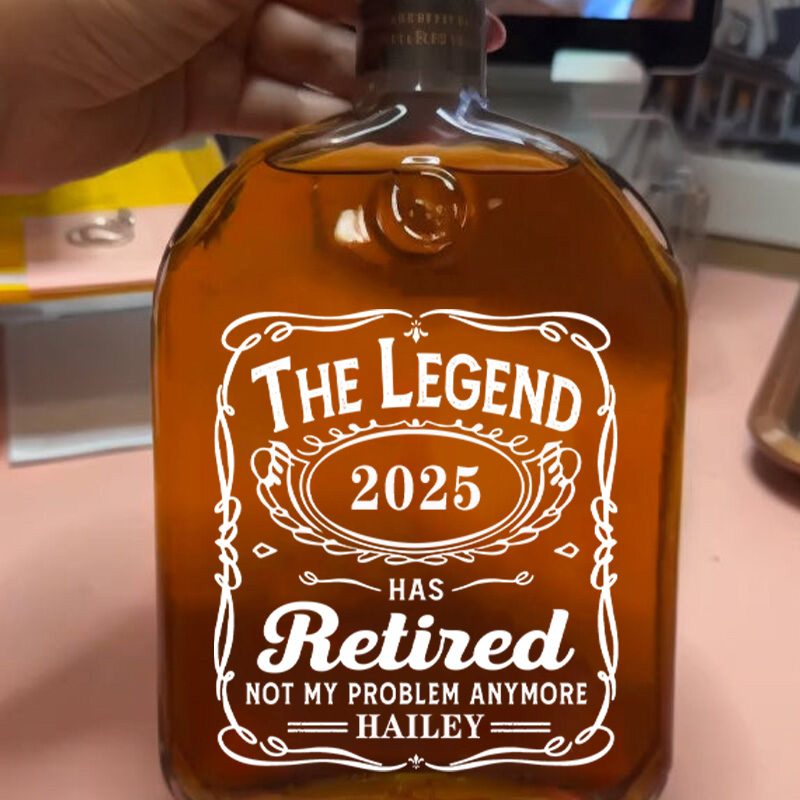 THE LEGEND
2025
HAS
Retired
NOT MY PROBLEM ANYMORE
HAILEY